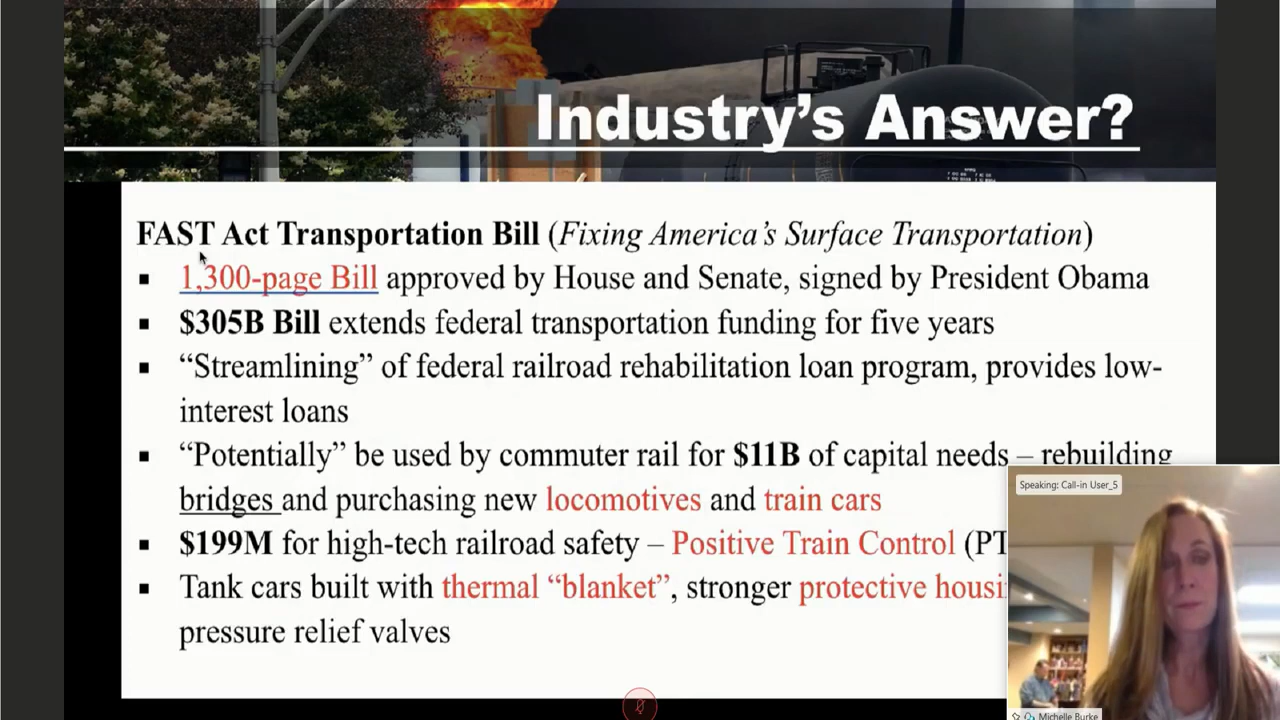 Industry's Answer?
FAST Act Transportation Bill (Fixing America's Surface Transportation)
▪ 1,300-page Bill approved by House and Senate, signed by President Obama
▪ $305B Bill extends federal transportation funding for five years
▪ “Streamlining” of federal railroad rehabilitation loan program, provides low-
interest loans
▪ “Potentially” be used by commuter rail for $11B of capital needs – rebuilding
bridges and purchasing new locomotives and train cars
▪ $199M for high-tech railroad safety – Positive Train Control (PT
▪ Tank cars built with thermal “blanket”, stronger protective housi
pressure relief valves
Speaking: Call-in User_5
Michelle Burke